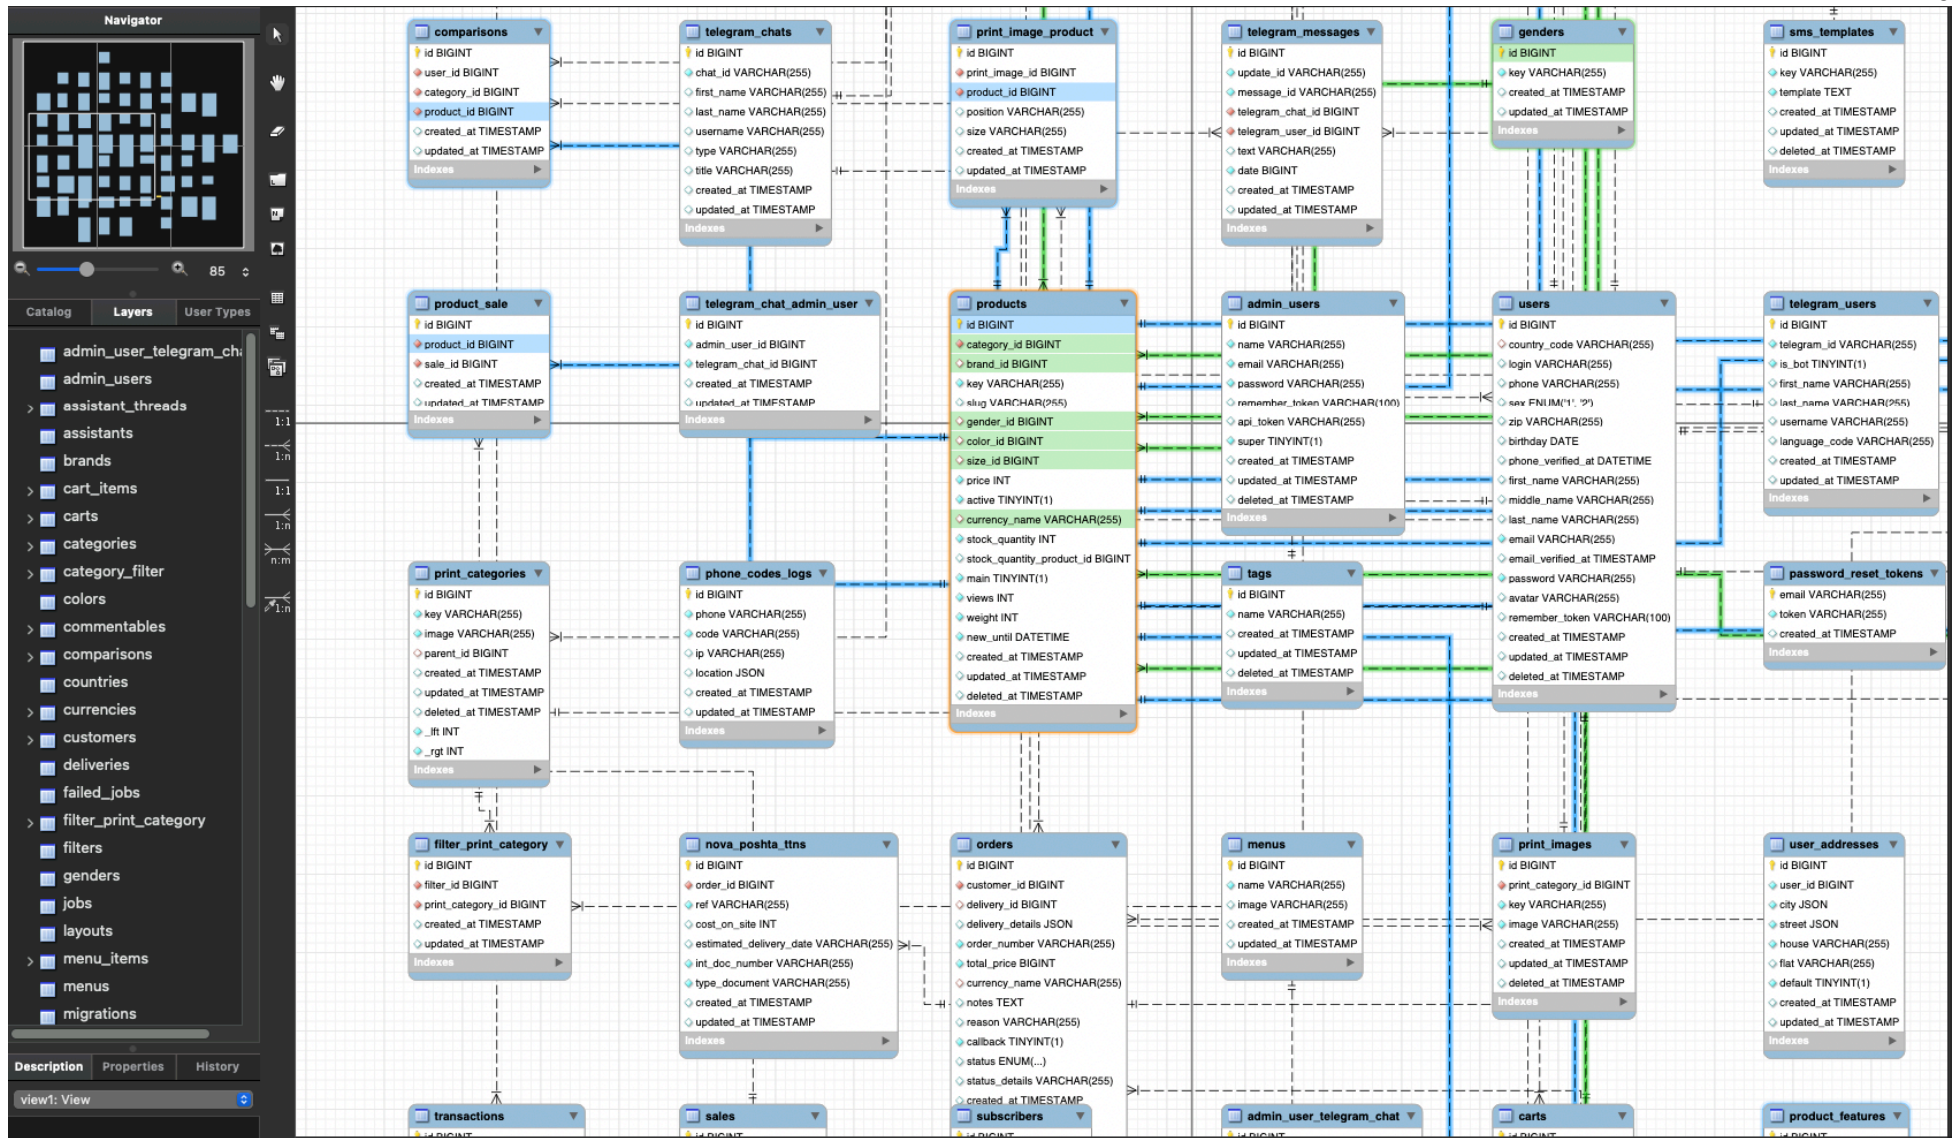 Navigator
85
Catalog
Layers
User Types
admin_user_telegram_cha
admin_users
assistant_threads
assistants
brands
cart_items
carts
categories
category_filter
colors
commentables
comparisons
countries
currencies
customers
deliveries
failed_jobs
filter_print_category
filters
genders
jobs
layouts
menu_items
menus
migrations
Description
Properties
History
view1: View
1:1
1:n
1:1
1:n
n:m
1:n
comparisons
id BIGINT
user_id BIGINT
category_id BIGINT
product_id BIGINT
created_at TIMESTAMP
updated_at TIMESTAMP
Indexes
telegram_chats
id BIGINT
chat_id VARCHAR(255)
first_name VARCHAR(255)
last_name VARCHAR(255)
username VARCHAR(255)
type VARCHAR(255)
title VARCHAR(255)
created_at TIMESTAMP
updated_at TIMESTAMP
Indexes
print_image_product
id BIGINT
print_image_id BIGINT
product_id BIGINT
position VARCHAR(255)
size VARCHAR(255)
created_at TIMESTAMP
updated_at TIMESTAMP
Indexes
telegram_messages
id BIGINT
update_id VARCHAR(255)
message_id VARCHAR(255)
telegram_chat_id BIGINT
telegram_user_id BIGINT
text VARCHAR(255)
date BIGINT
created_at TIMESTAMP
updated_at TIMESTAMP
Indexes
genders
id BIGINT
key VARCHAR(255)
created_at TIMESTAMP
updated_at TIMESTAMP
Indexes
sms_templates
id BIGINT
key VARCHAR(255)
template TEXT
created_at TIMESTAMP
updated_at TIMESTAMP
deleted_at TIMESTAMP
Indexes
product_sale
id BIGINT
product_id BIGINT
sale_id BIGINT
created_at TIMESTAMP
updated_at TIMESTAMP
Indexes
telegram_chat_admin_user
id BIGINT
admin_user_id BIGINT
telegram_chat_id BIGINT
created_at TIMESTAMP
updated_at TIMESTAMP
Indexes
products
id BIGINT
category_id BIGINT
brand_id BIGINT
key VARCHAR(255)
slug VARCHAR(255)
gender_id BIGINT
color_id BIGINT
size_id BIGINT
price INT
active TINYINT(1)
currency_name VARCHAR(255)
stock_quantity INT
stock_quantity_product_id BIGINT
main TINYINT(1)
views INT
weight INT
new_until DATETIME
created_at TIMESTAMP
updated_at TIMESTAMP
deleted_at TIMESTAMP
Indexes
admin_users
id BIGINT
name VARCHAR(255)
email VARCHAR(255)
password VARCHAR(255)
remember_token VARCHAR(100)
api_token VARCHAR(255)
super TINYINT(1)
created_at TIMESTAMP
updated_at TIMESTAMP
deleted_at TIMESTAMP
Indexes
users
id BIGINT
country_code VARCHAR(255)
login VARCHAR(255)
phone VARCHAR(255)
sex ENUM('1', '2')
zip VARCHAR(255)
birthday DATE
phone_verified_at DATETIME
first_name VARCHAR(255)
middle_name VARCHAR(255)
last_name VARCHAR(255)
email VARCHAR(255)
email_verified_at TIMESTAMP
password VARCHAR(255)
avatar VARCHAR(255)
remember_token VARCHAR(100)
created_at TIMESTAMP
updated_at TIMESTAMP
deleted_at TIMESTAMP
Indexes
telegram_users
id BIGINT
telegram_id VARCHAR(255)
is_bot TINYINT(1)
first_name VARCHAR(255)
last_name VARCHAR(255)
username VARCHAR(255)
language_code VARCHAR(255)
created_at TIMESTAMP
updated_at TIMESTAMP
Indexes
print_categories
id BIGINT
key VARCHAR(255)
image VARCHAR(255)
parent_id BIGINT
created_at TIMESTAMP
updated_at TIMESTAMP
deleted_at TIMESTAMP
_lft INT
_rgt INT
Indexes
phone_codes_logs
id BIGINT
phone VARCHAR(255)
code VARCHAR(255)
ip VARCHAR(255)
location JSON
created_at TIMESTAMP
updated_at TIMESTAMP
Indexes
tags
id BIGINT
name VARCHAR(255)
created_at TIMESTAMP
updated_at TIMESTAMP
deleted_at TIMESTAMP
Indexes
password_reset_tokens
email VARCHAR(255)
token VARCHAR(255)
created_at TIMESTAMP
Indexes
filter_print_category
id BIGINT
filter_id BIGINT
print_category_id BIGINT
created_at TIMESTAMP
updated_at TIMESTAMP
Indexes
nova_poshta_ttns
id BIGINT
order_id BIGINT
ref VARCHAR(255)
cost_on_site INT
estimated_delivery_date VARCHAR(255)
int_doc_number VARCHAR(255)
type_document VARCHAR(255)
created_at TIMESTAMP
updated_at TIMESTAMP
Indexes
orders
id BIGINT
customer_id BIGINT
delivery_id BIGINT
delivery_details JSON
order_number VARCHAR(255)
total_price BIGINT
currency_name VARCHAR(255)
notes TEXT
reason VARCHAR(255)
callback TINYINT(1)
status ENUM(...)
status_details VARCHAR(255)
created_at TIMESTAMP
menus
id BIGINT
name VARCHAR(255)
image VARCHAR(255)
created_at TIMESTAMP
updated_at TIMESTAMP
Indexes
print_images
id BIGINT
print_category_id BIGINT
key VARCHAR(255)
image VARCHAR(255)
created_at TIMESTAMP
updated_at TIMESTAMP
deleted_at TIMESTAMP
Indexes
user_addresses
id BIGINT
user_id BIGINT
city JSON
street JSON
house VARCHAR(255)
flat VARCHAR(255)
default TINYINT(1)
created_at TIMESTAMP
updated_at TIMESTAMP
Indexes
transactions
sales
subscribers
admin_user_telegram_chat
carts
product_features